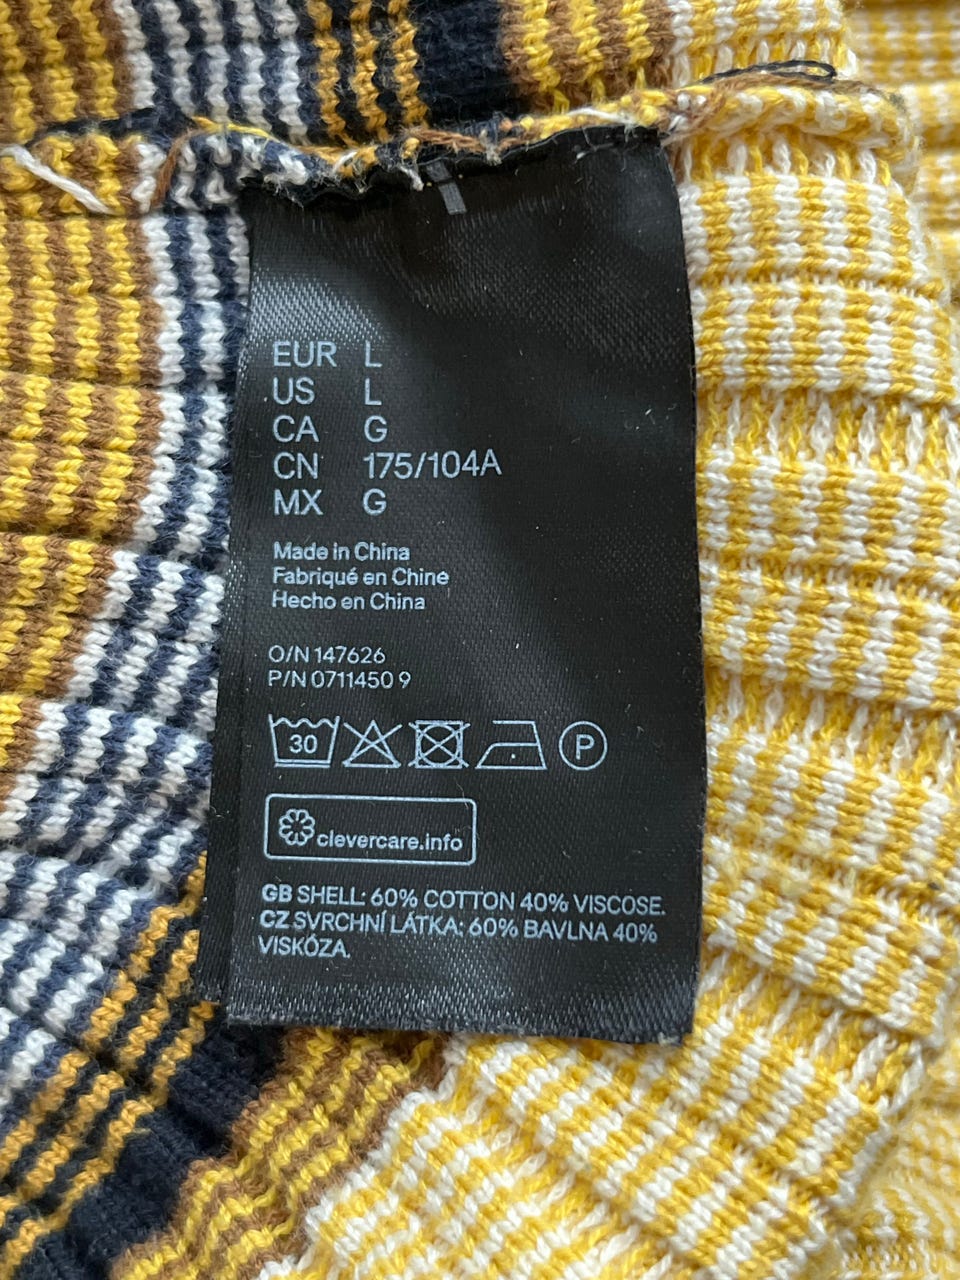 EUR L
US L
CA G
CN 175/104A
MX G
Made in China
Fabriqué en Chine
Hecho en China
O/N 147626
P/N 0711450 9
30 P
clevercare.info
GB SHELL: 60% COTTON 40% VISCOSE.
CZ SVRCHNÍ LÁTKA: 60% BAVLNA 40%
VISKÓZA.